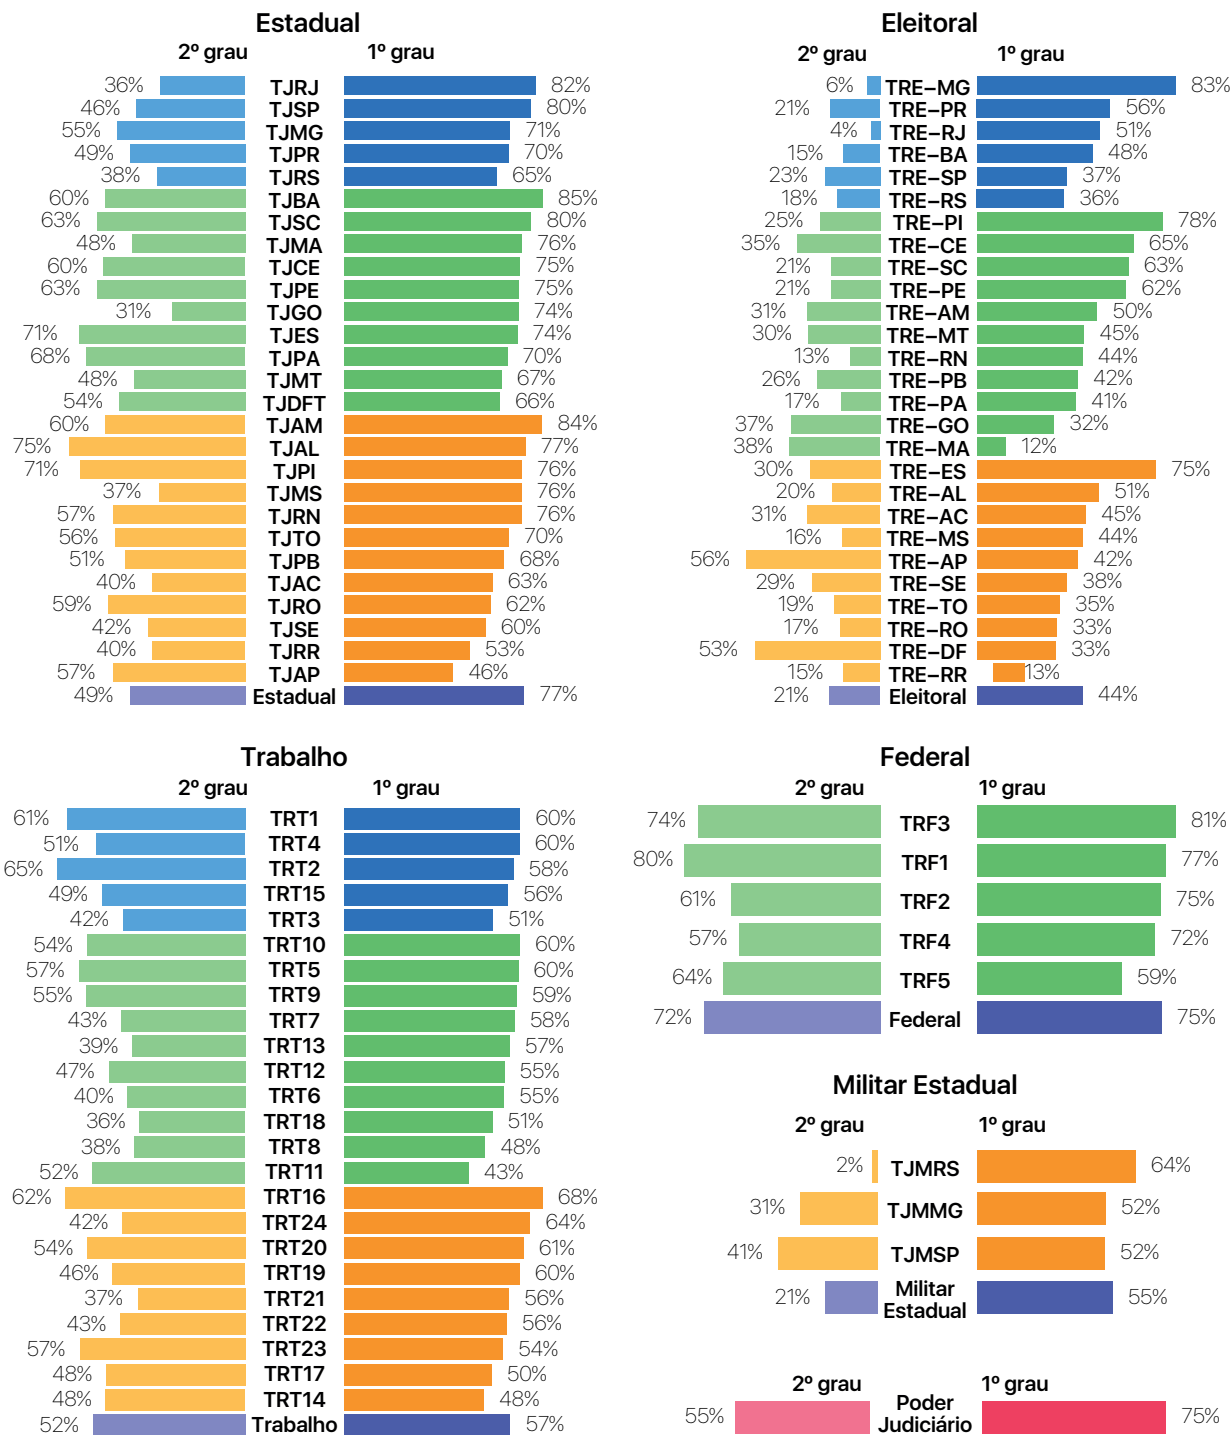 Estadual
2º grau 1º grau
36% TJRJ 82%
46% TJSP 80%
55% TJMG 71%
49% TJPR 70%
38% TJRS 65%
60% TJBA 85%
63% TJSC 80%
48% TJMA 76%
60% TJCE 75%
63% TJPE 75%
31% TJGO 74%
71% TJES 74%
68% TJPA 70%
48% TJMT 67%
54% TJDFT 66%
60% TJAM 84%
75% TJAL 77%
71% TJPI 76%
37% TJMS 76%
57% TJRN 76%
56% TJTO 70%
51% TJPB 68%
40% TJAC 63%
59% TJRO 62%
42% TJSE 60%
40% TJRR 53%
57% TJAP 46%
49% Estadual 77%
Eleitoral
2º grau 1º grau
6% TRE–MG 83%
21% TRE–PR 56%
4% TRE–RJ 51%
15% TRE–BA 48%
23% TRE–SP 37%
18% TRE–RS 36%
25% TRE–PI 78%
35% TRE–CE 65%
21% TRE–SC 63%
21% TRE–PE 62%
31% TRE–AM 50%
30% TRE–MT 45%
13% TRE–RN 44%
26% TRE–PB 42%
17% TRE–PA 41%
37% TRE–GO 32%
38% TRE–MA 12%
30% TRE–ES 75%
20% TRE–AL 51%
31% TRE–AC 45%
16% TRE–MS 44%
56% TRE–AP 42%
29% TRE–SE 38%
19% TRE–TO 35%
17% TRE–RO 33%
53% TRE–DF 33%
15% TRE–RR 13%
21% Eleitoral 44%
Trabalho
2º grau 1º grau
61% TRT1 60%
51% TRT4 60%
65% TRT2 58%
49% TRT15 56%
42% TRT3 51%
54% TRT10 60%
57% TRT5 60%
55% TRT9 59%
43% TRT7 58%
39% TRT13 57%
47% TRT12 55%
40% TRT6 55%
36% TRT18 51%
38% TRT8 48%
52% TRT11 43%
62% TRT16 68%
42% TRT24 64%
54% TRT20 61%
46% TRT19 60%
37% TRT21 56%
43% TRT22 56%
57% TRT23 54%
48% TRT17 50%
48% TRT14 48%
52% Trabalho 57%
Federal
2º grau 1º grau
74% TRF3 81%
80% TRF1 77%
61% TRF2 75%
57% TRF4 72%
64% TRF5 59%
72% Federal 75%
Militar Estadual
2º grau 1º grau
2% TJMRS 64%
31% TJMMG 52%
41% TJMSP 52%
21% Militar 55%
Estadual
2º grau 1º grau
55% Poder 75%
Judiciário